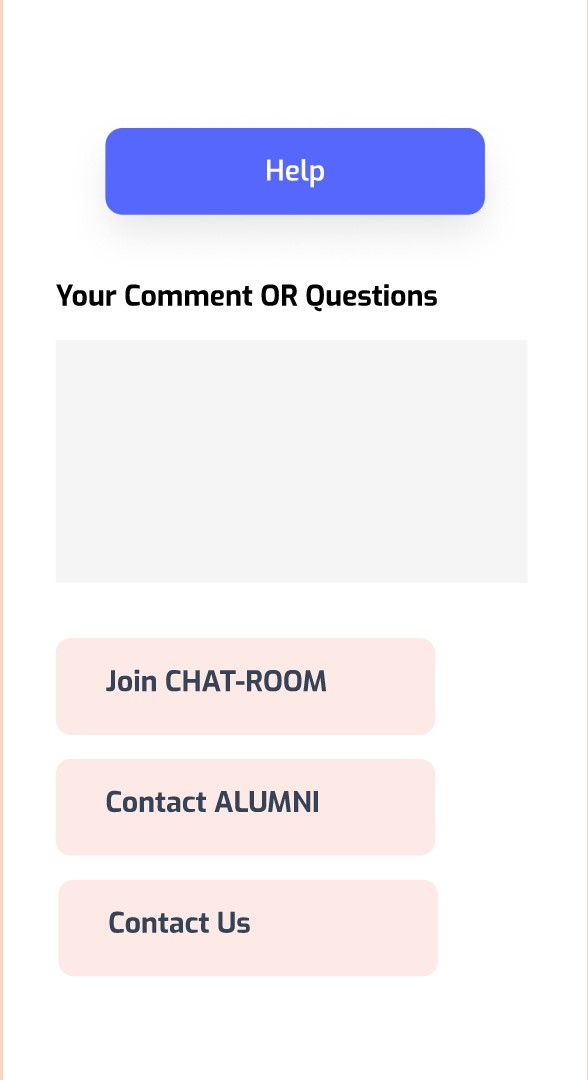 Help
Your Comment OR Questions
Join CHAT-ROOM
Contact ALUMNI
Contact Us